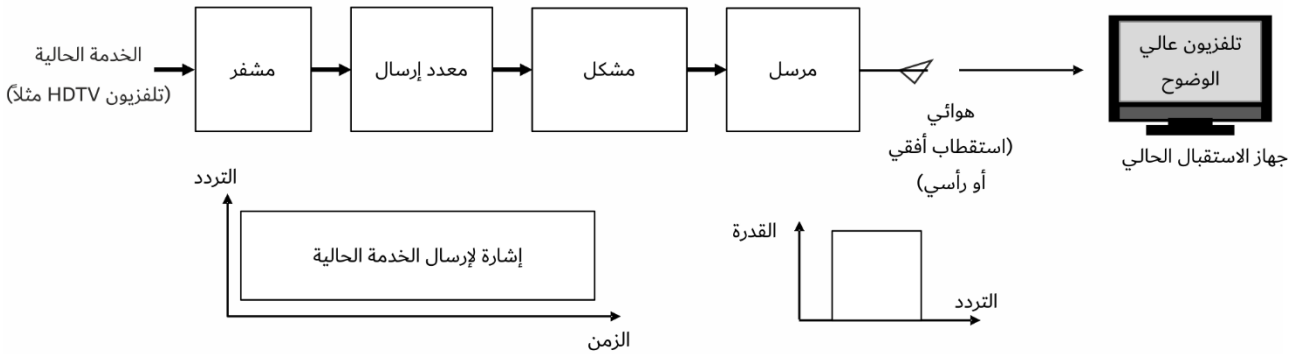 الخدمة الحالية
(تلفزيون HDTV مثلاً)
مشفر
معدد إرسال
مشكل
مرسل
هوائي
(استقطاب أفقي
أو رأسي)
تلفزيون عالي
الوضوح
جهاز الاستقبال الحالي
التردد
إشارة لإرسال الخدمة الحالية
الزمن
القدرة
التردد